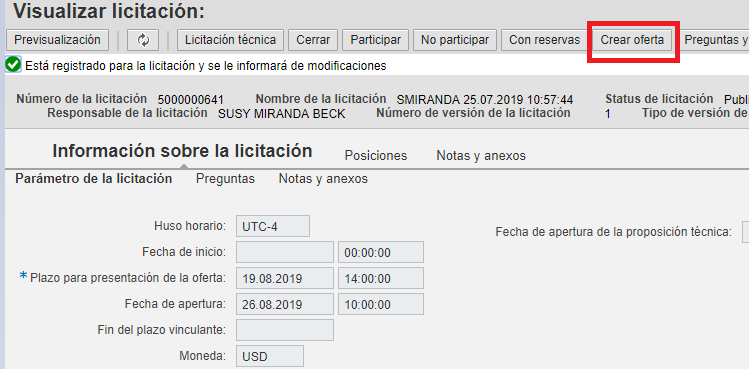 Visualizar licitación:
Previsualización Licitación técnica Cerrar Participar No participar Con reservas Crear oferta Preguntas y
Está registrado para la licitación y se le informará de modificaciones
Número de la licitación 5000000641 Nombre de la licitación SMIRANDA 25.07.2019 10:57:44 Status de licitación Publi
Responsable de la licitación SUSY MIRANDA BECK Número de versión de la licitación 1 Tipo de versión de
Información sobre la licitación Posiciones Notas y anexos
Parámetro de la licitación Preguntas Notas y anexos
Huso horario: UTC-4 Fecha de apertura de la proposición técnica:
Fecha de inicio: 00:00:00
* Plazo para presentación de la oferta: 19.08.2019 14:00:00
Fecha de apertura: 26.08.2019 10:00:00
Fin del plazo vinculante:
Moneda: USD